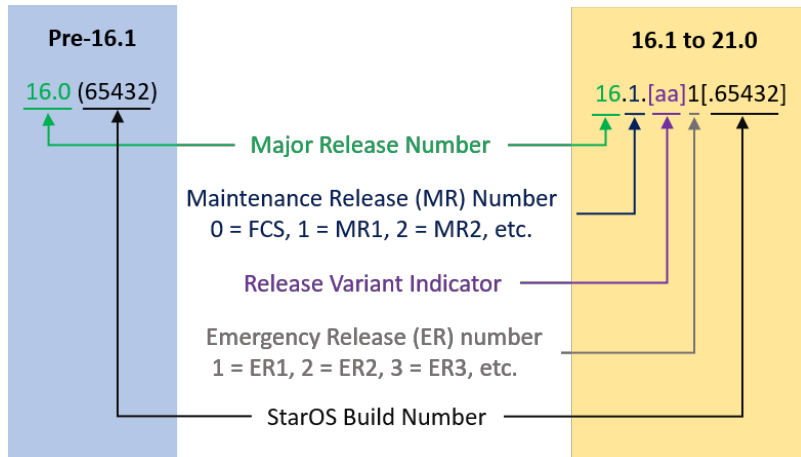 Pre-16.1
16.1 to 21.0
16.0 (65432)
16.1.[aa]1[.65432]
Major Release Number
Maintenance Release (MR) Number
0 = FCS, 1 = MR1, 2 = MR2, etc.
Release Variant Indicator
Emergency Release (ER) number
1 = ER1, 2 = ER2, 3 = ER3, etc.
StarOS Build Number